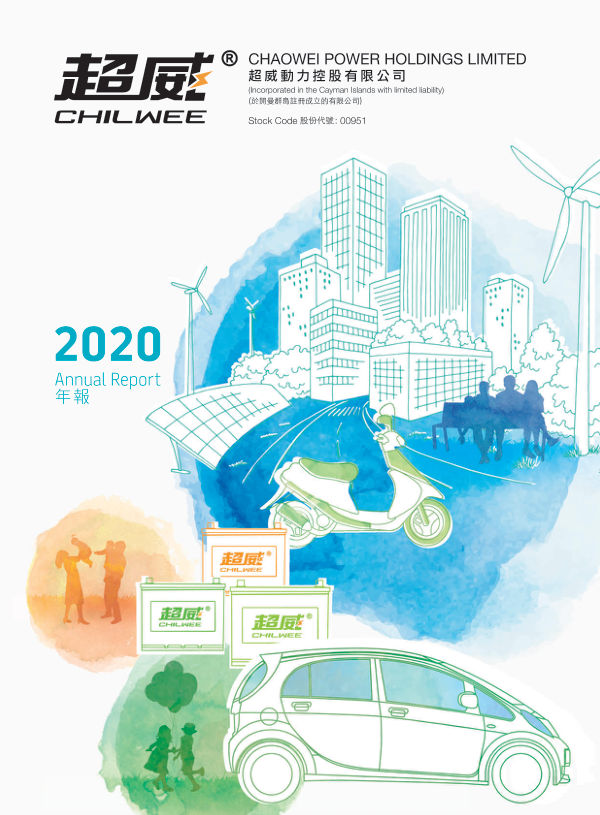 超威®
CHILWEE
CHAOWEI POWER HOLDINGS LIMITED
超威動力控股有限公司
(Incorporated in the Cayman Islands with limited liability)
(於開曼群島註冊成立的有限公司)
Stock Code 股份代號: 00951
2020
Annual Report
年報
超威®
CHILWEE
超威®
CHILWEE
超威®
CHILWEE